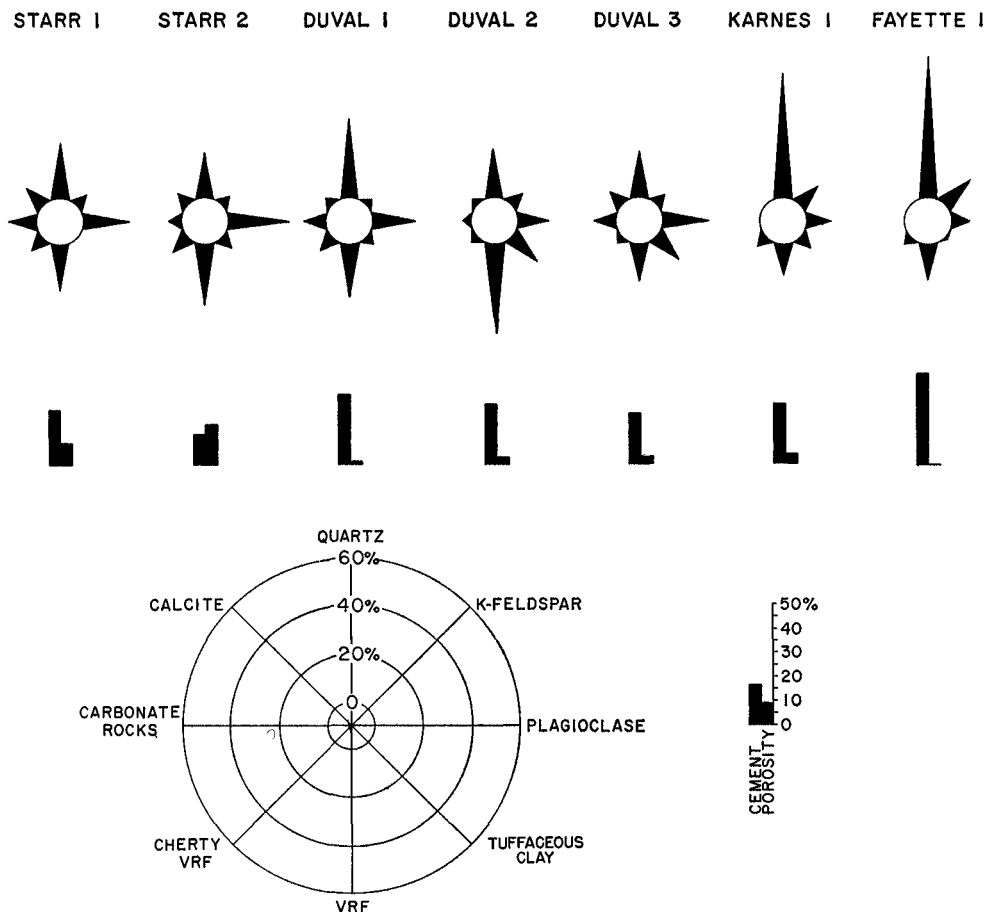 STARR 1 STARR 2 DUVAL 1 DUVAL 2 DUVAL 3 KARNES 1 FAYETTE 1
QUARTZ
60%
CALCITE
40%
K-FELDSPAR
20%
0
CARBONATE
ROCKS
PLAGIOCLASE
CHERTY
VRF
TUFFACEOUS
CLAY
VRF
50%
40
30
20
10
0
CEMENT
POROSITY